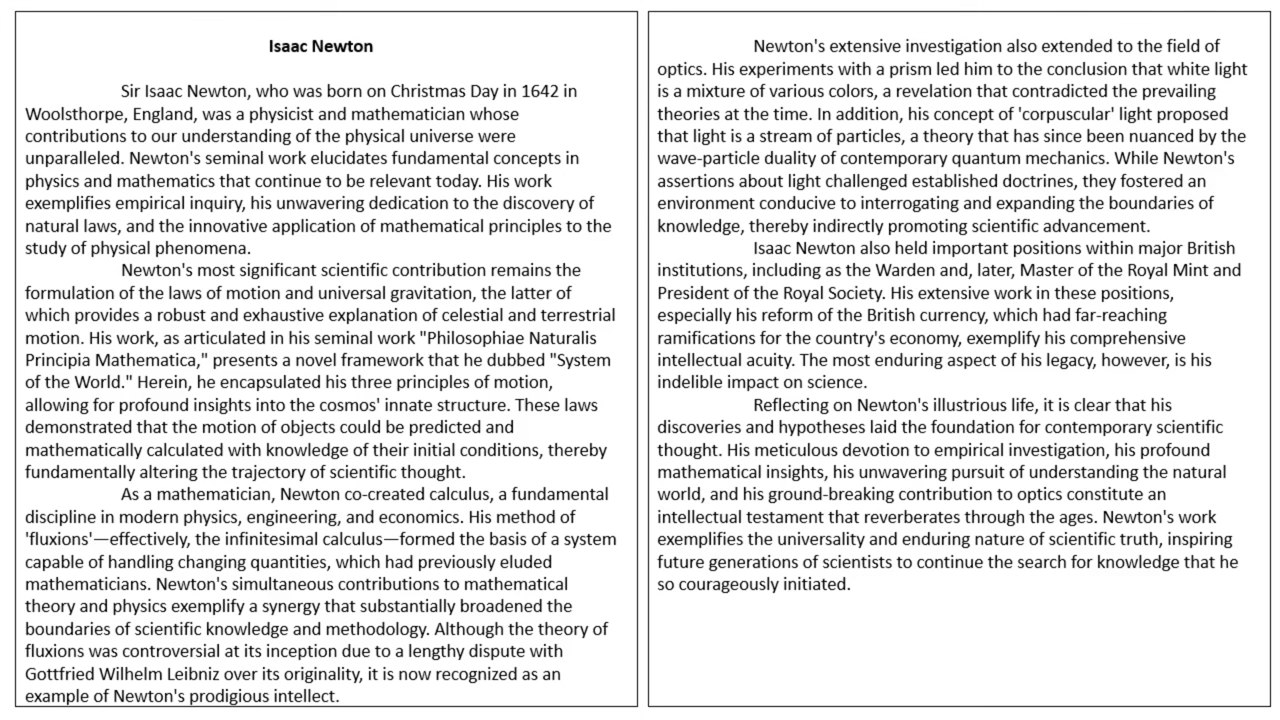 Isaac Newton
Sir Isaac Newton, who was born on Christmas Day in 1642 in
Woolsthorpe, England, was a physicist and mathematician whose
contributions to our understanding of the physical universe were
unparalleled. Newton's seminal work elucidates fundamental concepts in
physics and mathematics that continue to be relevant today. His work
exemplifies empirical inquiry, his unwavering dedication to the discovery of
natural laws, and the innovative application of mathematical principles to the
study of physical phenomena.
Newton's most significant scientific contribution remains the
formulation of the laws of motion and universal gravitation, the latter of
which provides a robust and exhaustive explanation of celestial and terrestrial
motion. His work, as articulated in his seminal work "Philosophiae Naturalis
Principia Mathematica," presents a novel framework that he dubbed "System
of the World." Herein, he encapsulated his three principles of motion,
allowing for profound insights into the cosmos' innate structure. These laws
demonstrated that the motion of objects could be predicted and
mathematically calculated with knowledge of their initial conditions, thereby
fundamentally altering the trajectory of scientific thought.
As a mathematician, Newton co-created calculus, a fundamental
discipline in modern physics, engineering, and economics. His method of
'fluxions'—effectively, the infinitesimal calculus—formed the basis of a system
capable of handling changing quantities, which had previously eluded
mathematicians. Newton's simultaneous contributions to mathematical
theory and physics exemplify a synergy that substantially broadened the
boundaries of scientific knowledge and methodology. Although the theory of
fluxions was controversial at its inception due to a lengthy dispute with
Gottfried Wilhelm Leibniz over its originality, it is now recognized as an
example of Newton's prodigious intellect.
Newton's extensive investigation also extended to the field of
optics. His experiments with a prism led him to the conclusion that white light
is a mixture of various colors, a revelation that contradicted the prevailing
theories at the time. In addition, his concept of 'corpuscular' light proposed
that light is a stream of particles, a theory that has since been nuanced by the
wave-particle duality of contemporary quantum mechanics. While Newton's
assertions about light challenged established doctrines, they fostered an
environment conducive to interrogating and expanding the boundaries of
knowledge, thereby indirectly promoting scientific advancement.
Isaac Newton also held important positions within major British
institutions, including as the Warden and, later, Master of the Royal Mint and
President of the Royal Society. His extensive work in these positions,
especially his reform of the British currency, which had far-reaching
ramifications for the country's economy, exemplify his comprehensive
intellectual acuity. The most enduring aspect of his legacy, however, is his
indelible impact on science.
Reflecting on Newton's illustrious life, it is clear that his
discoveries and hypotheses laid the foundation for contemporary scientific
thought. His meticulous devotion to empirical investigation, his profound
mathematical insights, his unwavering pursuit of understanding the natural
world, and his ground-breaking contribution to optics constitute an
intellectual testament that reverberates through the ages. Newton's work
exemplifies the universality and enduring nature of scientific truth, inspiring
future generations of scientists to continue the search for knowledge that he
so courageously initiated.